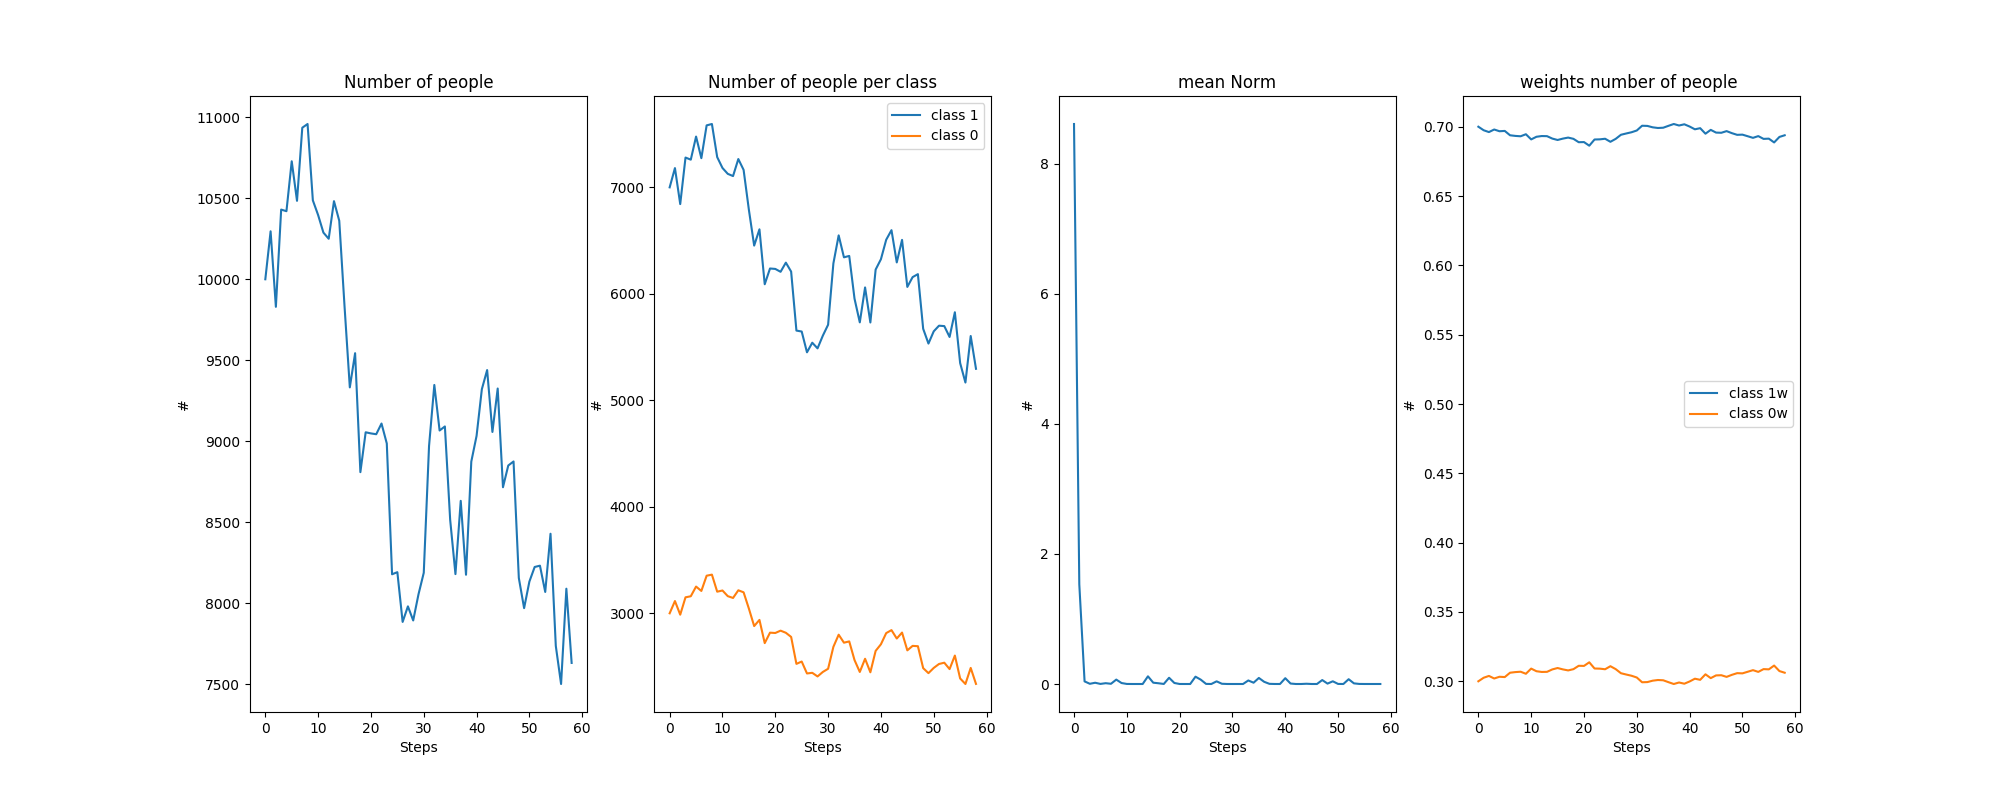 Number of people
11000
10500
10000
9500
9000
8500
8000
7500
#
0 10 20 30 40 50 60
Steps
Number of people per class
class 1
class 0
7000
6000
5000
4000
3000
#
0 10 20 30 40 50 60
Steps
mean Norm
8
6
4
2
0
#
0 10 20 30 40 50 60
Steps
weights number of people
0.70
0.65
0.60
0.55
0.50
0.45
0.40
0.35
0.30
#
class 1w
class 0w
0 10 20 30 40 50 60
Steps